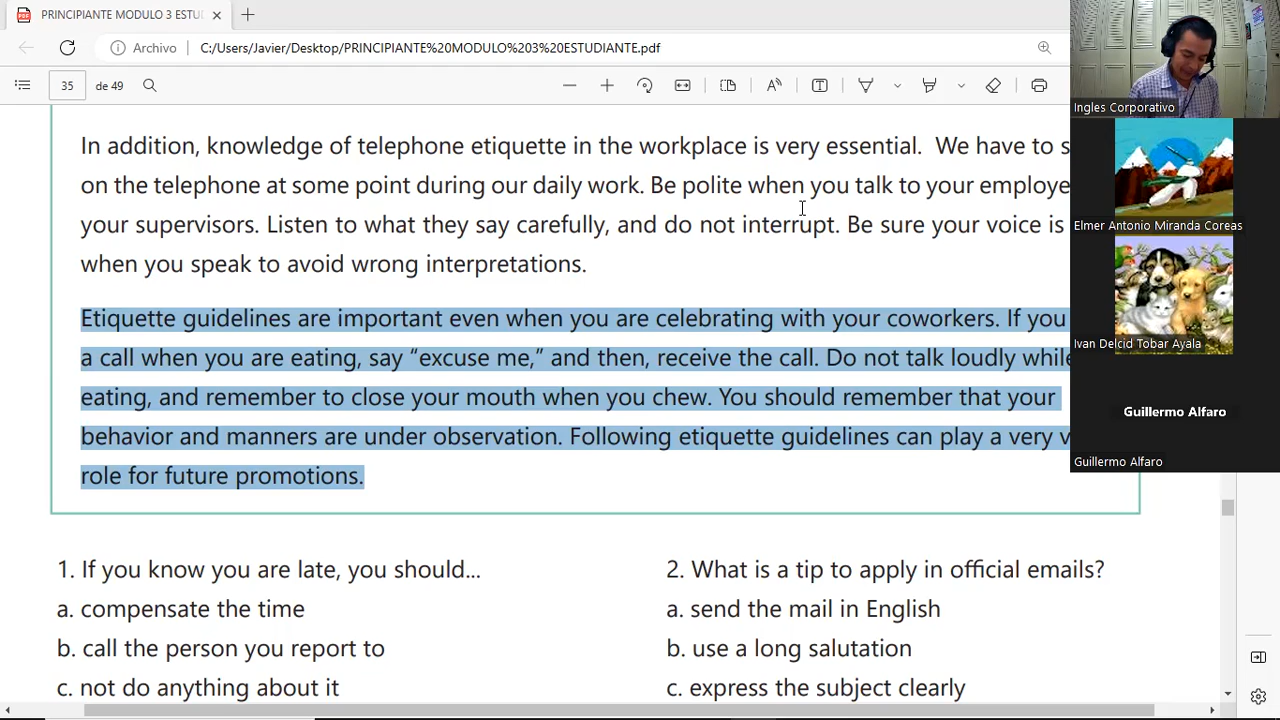 PRINCIPIANTE MODULO 3 ESTU
Archivo
C:/Users/Javier/Desktop/PRINCIPIANTE%20MODULO%203%20ESTUDIANTE.pdf
35 de 49
In addition, knowledge of telephone etiquette in the workplace is very essential. We have to s
on the telephone at some point during our daily work. Be polite when you talk to your employe
your supervisors. Listen to what they say carefully, and do not interrupt. Be sure your voice is
when you speak to avoid wrong interpretations.
Etiquette guidelines are important even when you are celebrating with your coworkers. If you
a call when you are eating, say “excuse me,” and then, receive the call. Do not talk loudly while
eating, and remember to close your mouth when you chew. You should remember that your
behavior and manners are under observation. Following etiquette guidelines can play a very v
role for future promotions.
1. If you know you are late, you should...
a. compensate the time
b. call the person you report to
c. not do anything about it
2. What is a tip to apply in official emails?
a. send the mail in English
b. use a long salutation
c. express the subject clearly
Ingles Corporativo
Elmer Antonio Miranda Coreas
Ivan Delcid Tobar Ayala
Guillermo Alfaro
Guillermo Alfaro